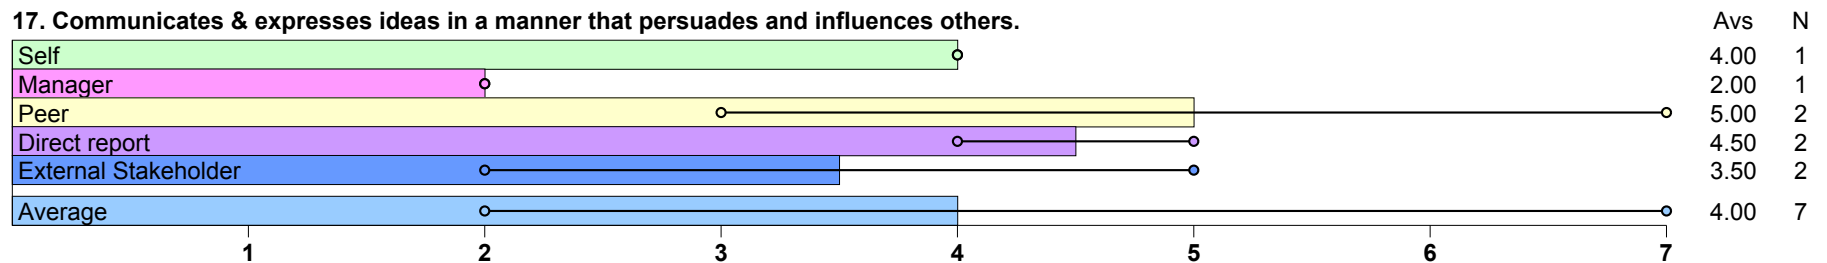 17. Communicates & expresses ideas in a manner that persuades and influences others. Avs N
Self 4.00 1
Manager 2.00 1
Peer 5.00 2
Direct report 4.50 2
External Stakeholder 3.50 2
Average 4.00 7
1 2 3 4 5 6 7